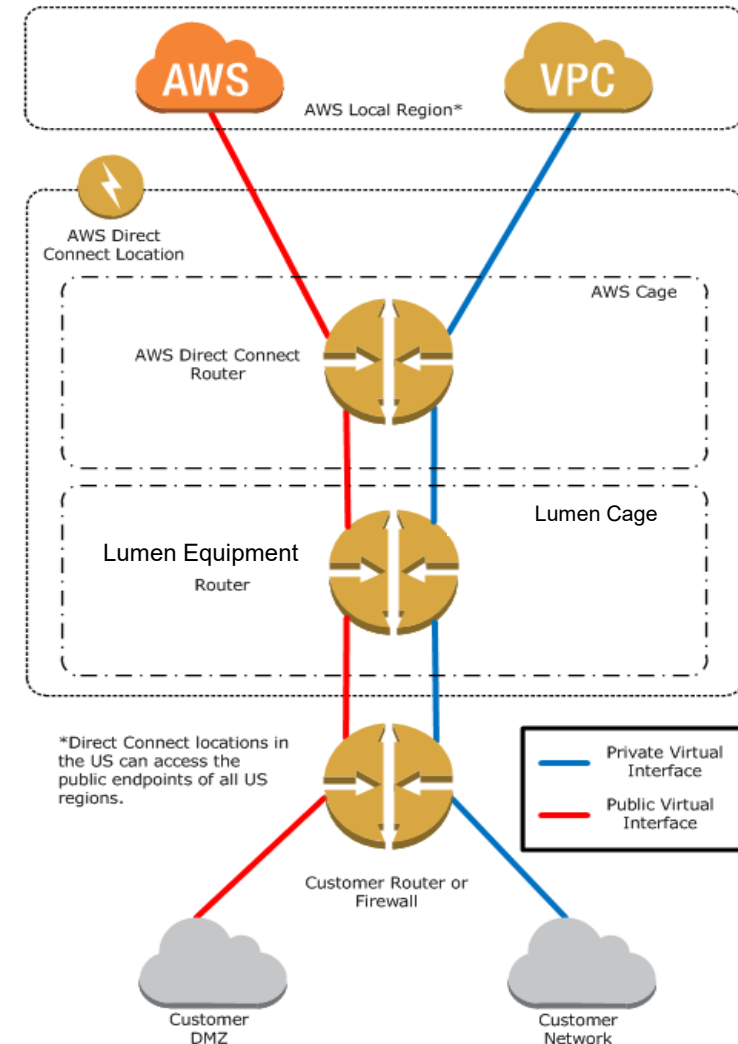 AWS
VPC
AWS Local Region*
AWS Direct
Connect Location
AWS Cage
AWS Direct Connect
Router
Lumen Cage
Lumen Equipment
Router
*Direct Connect locations in
the US can access the
public endpoints of all US
regions.
Private Virtual
Interface
Public Virtual
Interface
Customer Router or
Firewall
Customer
DMZ
Customer
Network